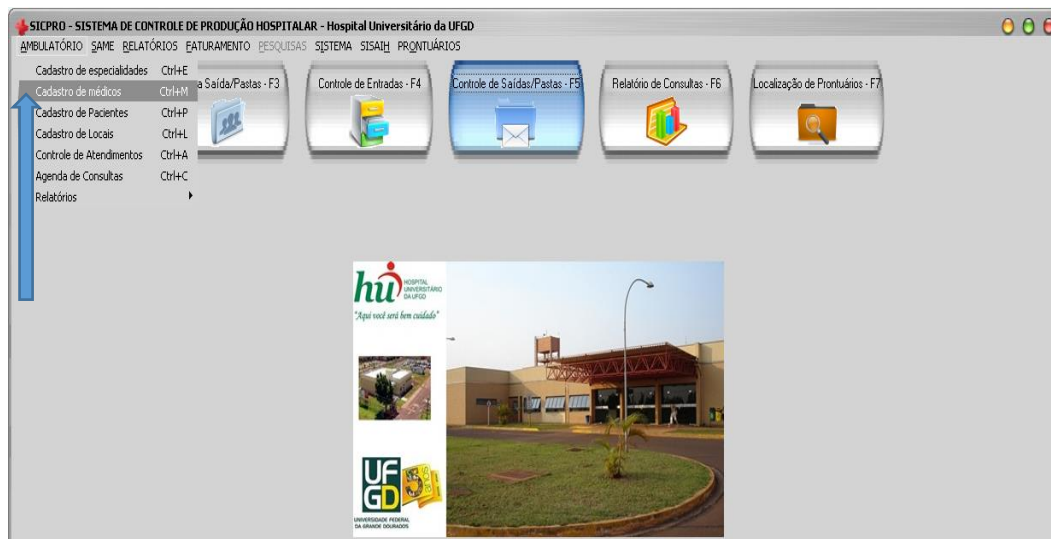 SICPRO - SISTEMA DE CONTROLE DE PRODUÇÃO HOSPITALAR - Hospital Universitário da UFGD
AMBULATÓRIO SAME RELATÓRIOS FATURAMENTO PESQUISAS SISTEMA SISAIH PRONTUÁRIOS
Cadastro de especialidades Ctrl+E
Cadastro de médicos Ctrl+M
Cadastro de Pacientes Ctrl+P
Cadastro de Locais Ctrl+L
Controle de Atendimentos Ctrl+A
Agenda de Consultas Ctrl+C
Relatórios
a Saída/Pastas - F3
Controle de Entradas - F4
Controle de Saídas/Pastas - F5
Relatório de Consultas - F6
Localização de Prontuários - F7
hu HOSPITAL
UNIVERSITÁRIO
DA UFGD
"Aqui você será bem cuidado"
UF
GD
UNIVERSIDADE FEDERAL
DA GRANDE DOURADOS